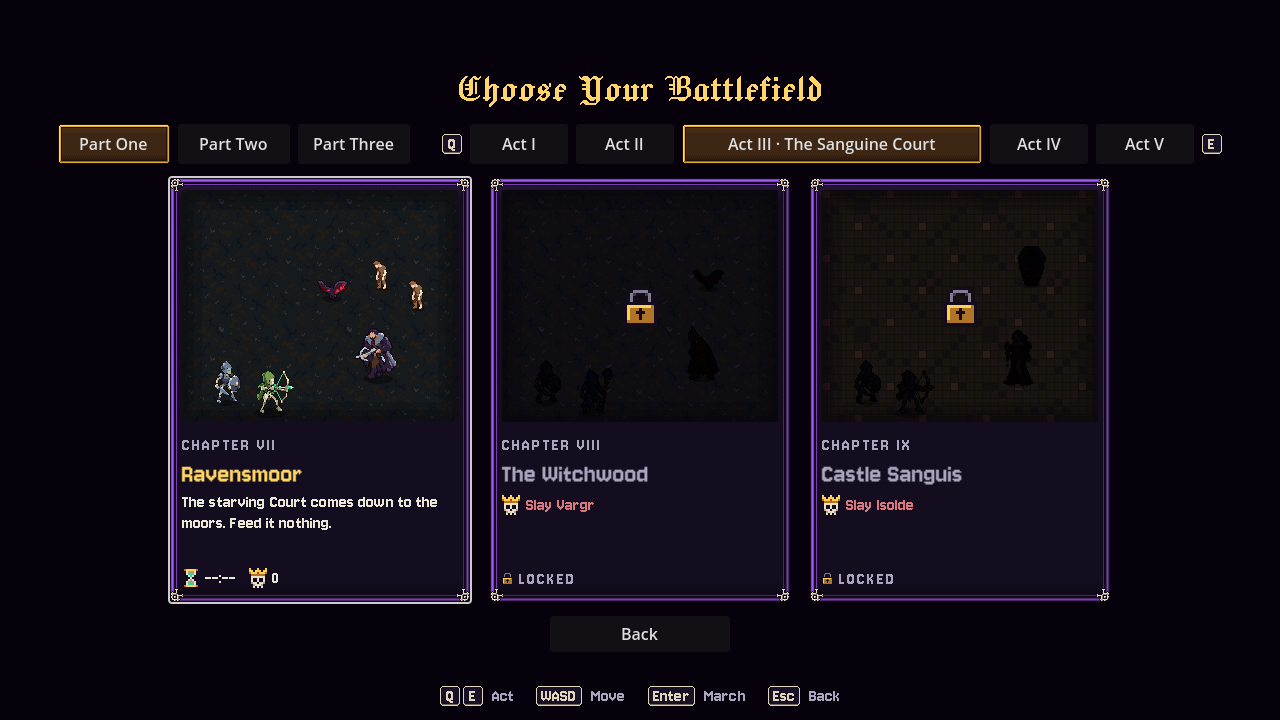 Choose Your Battlefield
Part One Part Two Part Three Q Act I Act II Act III · The Sanguine Court Act IV Act V E
CHAPTER VII
Ravensmoor
The starving Court comes down to the
moors. Feed it nothing.
--:-- 0
CHAPTER VIII
The Witchwood
Slay Vargr
LOCKED
CHAPTER IX
Castle Sanguis
Slay Isolde
LOCKED
Back
Q E Act WASD Move Enter March Esc Back